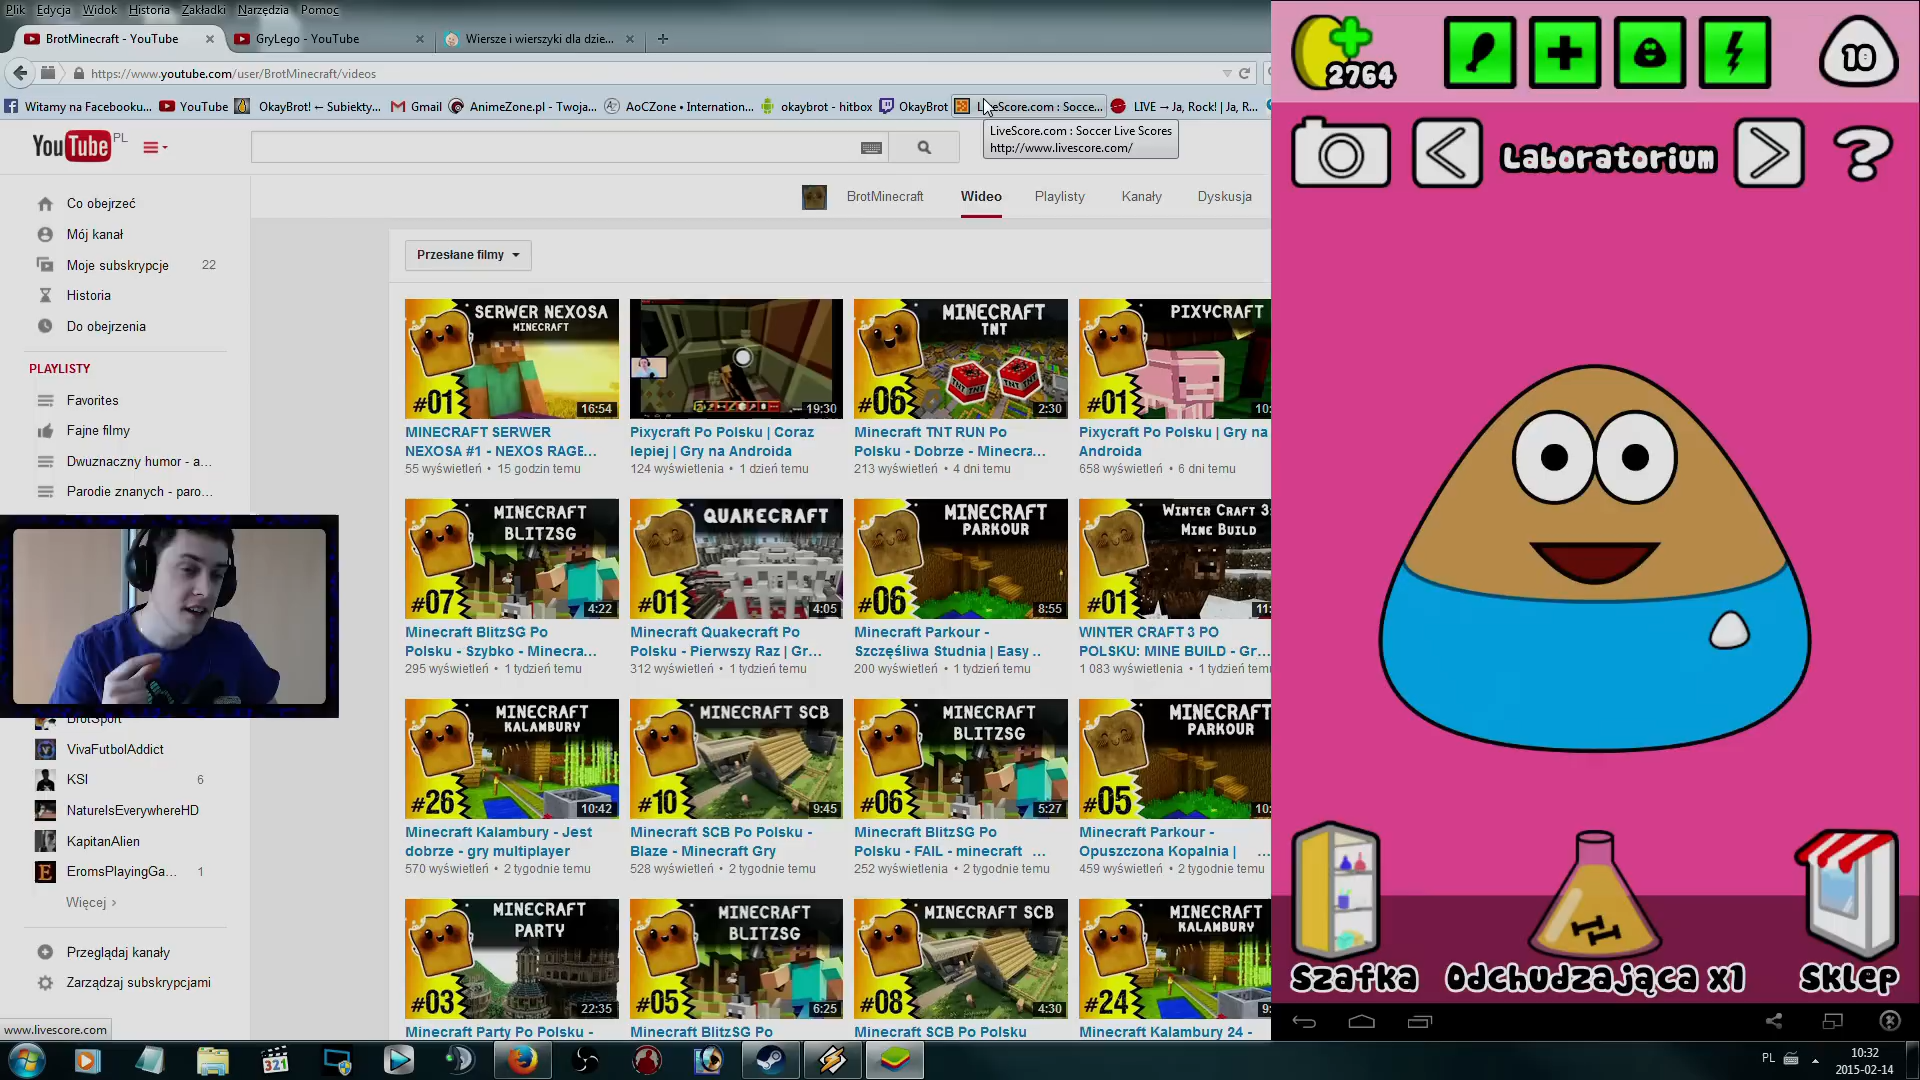 Plik Edycja Widok Historia Zakładki Narzędzia Pomoc
BrotMinecraft - YouTube
GryLego - YouTube
Wiersze i wierszyki dla dzie...
https://www.youtube.com/user/BrotMinecraft/videos
Witamy na Facebooku... YouTube OkayBrot! ← Subiekty... Gmail AnimeZone.pl - Twoja... AoCZone • Internation... okaybrot - hitbox OkayBrot LiveScore.com : Socce... LIVE → Ja, Rock! | Ja, R...
LiveScore.com : Soccer Live Scores
http://www.livescore.com/
YouTube PL
BrotMinecraft Wideo Playlisty Kanały Dyskusja
Co obejrzeć
Mój kanał
Moje subskrypcje 22
Historia
Do obejrzenia
PLAYLISTY
Favorites
Fajne filmy
Dwuznaczny humor - a...
Parodie znanych - paro...
BrotSport
VivaFutbolAddict
KSI 6
NatureIsEverywhereHD
KapitanAlien
EromsPlayingGa... 1
Więcej ›
Przeglądaj kanały
Zarządzaj subskrypcjami
www.livescore.com
Przesłane filmy
SERWER NEXOSA
MINECRAFT
#01
16:54
MINECRAFT SERWER
NEXOSA #1 - NEXOS RAGE...
55 wyświetleń • 15 godzin temu
19:30
Pixycraft Po Polsku | Coraz
lepiej | Gry na Androida
124 wyświetlenia • 1 dzień temu
MINECRAFT
TNT
TNT TNT
#06
2:30
Minecraft TNT RUN Po
Polsku - Dobrze - Minecra...
213 wyświetleń • 4 dni temu
PIXYCRAFT
#01
10:
Pixycraft Po Polsku | Gry na
Androida
658 wyświetleń • 6 dni temu
MINECRAFT
BLITZSG
#07
4:22
Minecraft BlitzSG Po
Polsku - Szybko - Minecra...
295 wyświetleń • 1 tydzień temu
QUAKECRAFT
#01
4:05
Minecraft Quakecraft Po
Polsku - Pierwszy Raz | Gr...
312 wyświetleń • 1 tydzień temu
MINECRAFT
PARKOUR
#06
8:55
Minecraft Parkour -
Szczęśliwa Studnia | Easy ..
200 wyświetleń • 1 tydzień temu
WINTER CRAFT 3:
MINE BUILD
#01
11:
WINTER CRAFT 3 PO
POLSKU: MINE BUILD - Gr...
1 083 wyświetlenia • 1 tydzień temu
MINECRAFT
KALAMBURY
#26
10:42
Minecraft Kalambury - Jest
dobrze - gry multiplayer
570 wyświetleń • 2 tygodnie temu
MINECRAFT SCB
#10
9:45
Minecraft SCB Po Polsku -
Blaze - Minecraft Gry
528 wyświetleń • 2 tygodnie temu
MINECRAFT
BLITZSG
#06
5:27
Minecraft BlitzSG Po
Polsku - FAIL - minecraft ...
252 wyświetlenia • 2 tygodnie temu
MINECRAFT
PARKOUR
#05
10:
Minecraft Parkour -
Opuszczona Kopalnia | ...
459 wyświetleń • 2 tygodnie temu
MINECRAFT
PARTY
#03
22:35
Minecraft Party Po Polsku -
MINECRAFT
BLITZSG
#05
6:25
Minecraft BlitzSG Po
MINECRAFT SCB
#08
4:30
Minecraft SCB Po Polsku
MINECRAFT
KALAMBURY
#24
9:
Minecraft Kalambury 24 -
2764
10
Laboratorium
?
Szafka
Odchudzająca x1
Sklep
321
PL
10:32
2015-02-14